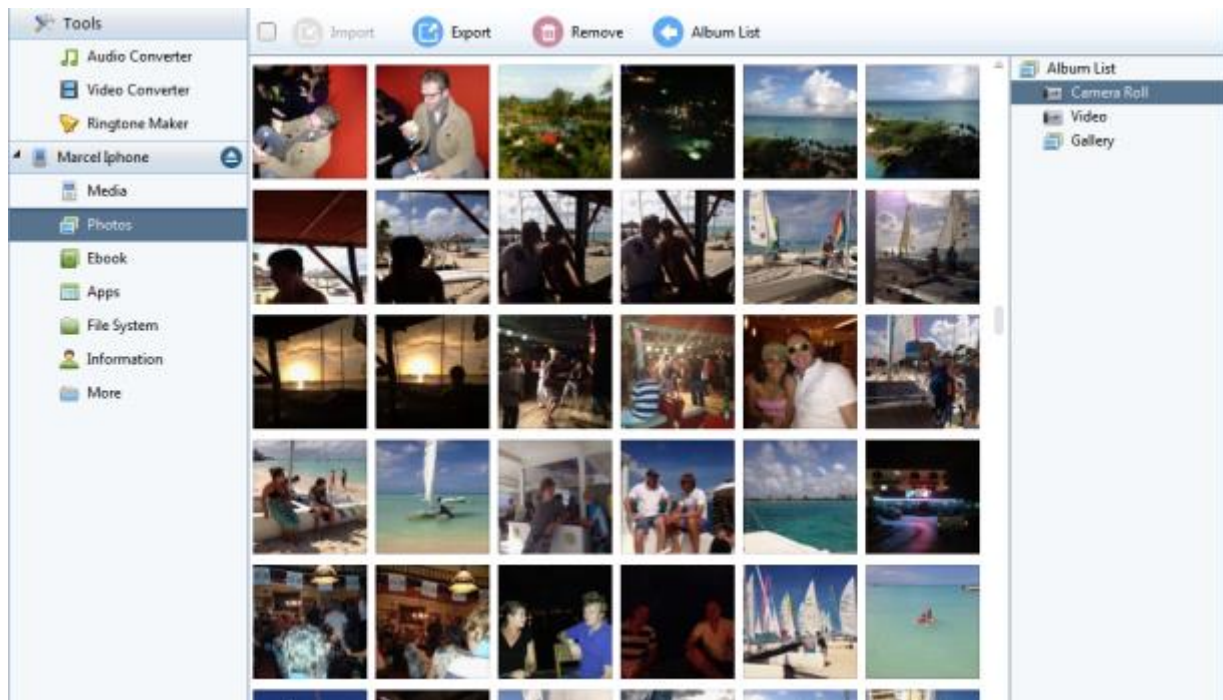 Tools
Audio Converter
Video Converter
Ringtone Maker
Marcel Iphone
Media
Photos
Ebook
Apps
File System
Information
More
Import
Export
Remove
Album List
Album List
Camera Roll
Video
Gallery